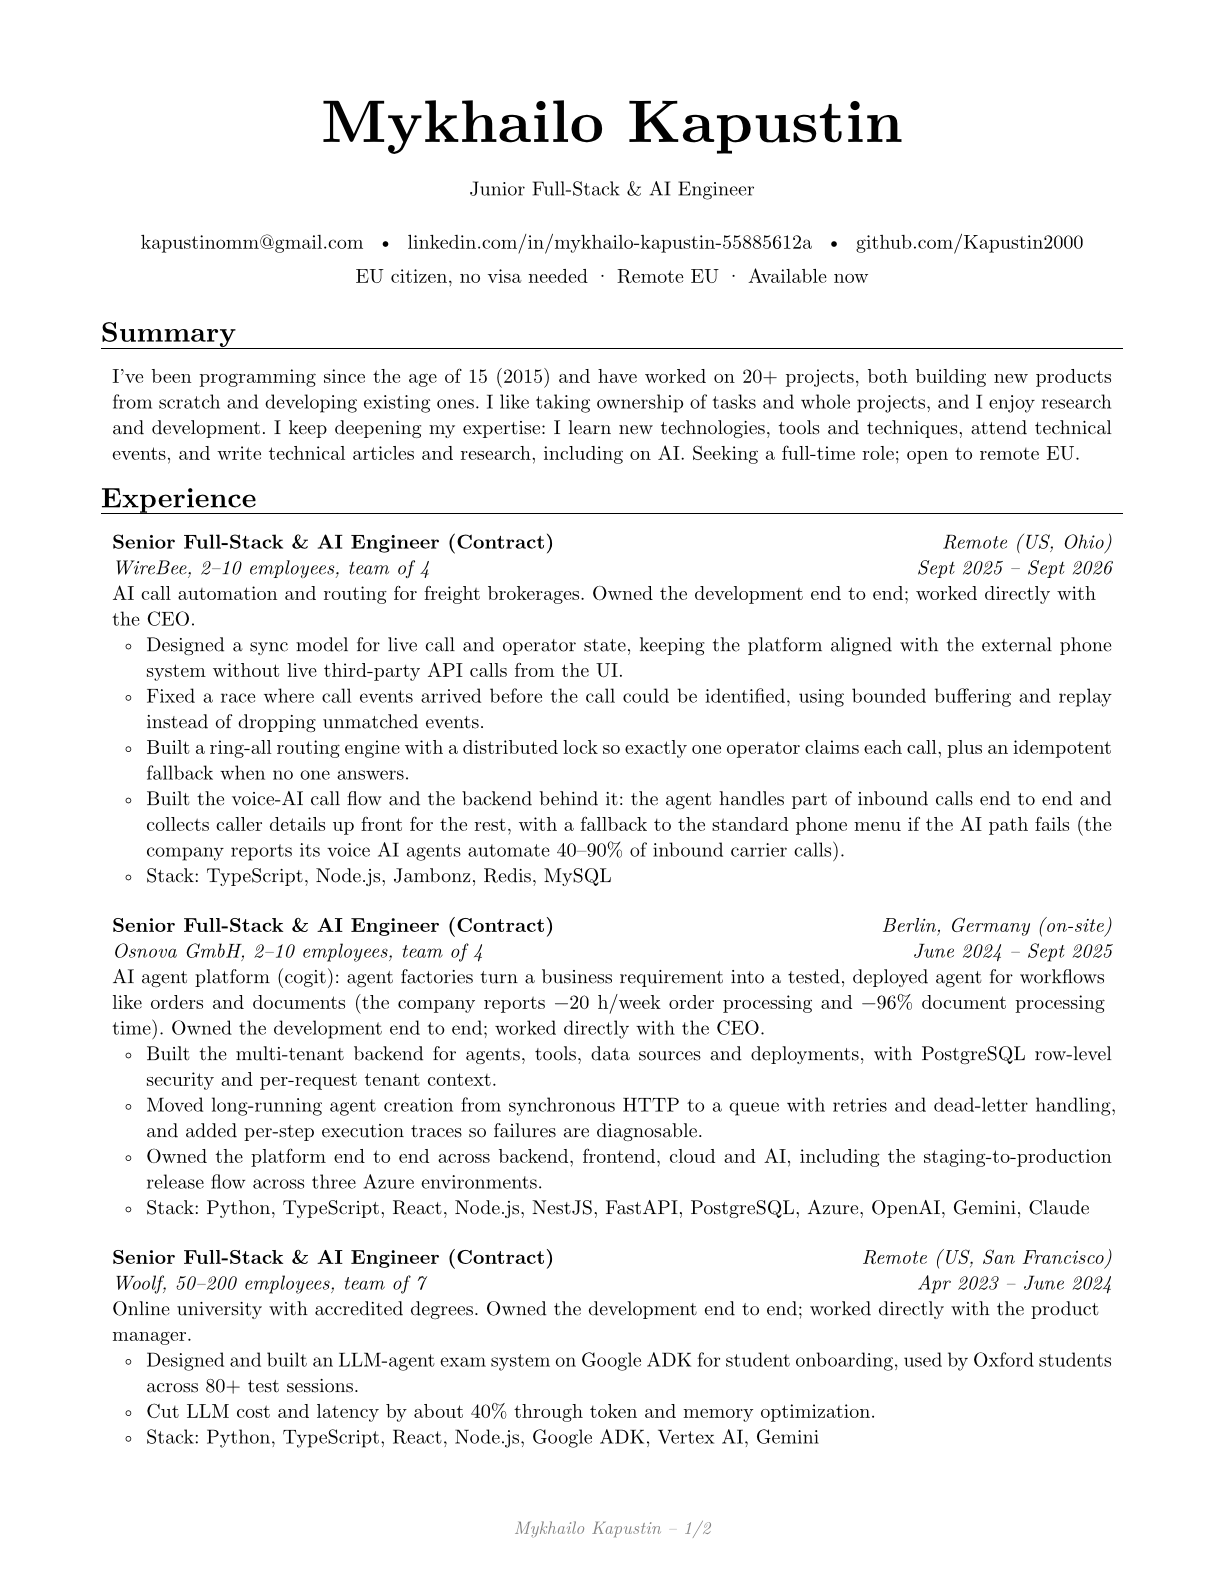 Mykhailo Kapustin
Junior Full-Stack & AI Engineer
kapustinomm@gmail.com • linkedin.com/in/mykhailo-kapustin-55885612a • github.com/Kapustin2000
EU citizen, no visa needed · Remote EU · Available now
Summary
I've been programming since the age of 15 (2015) and have worked on 20+ projects, both building new products
from scratch and developing existing ones. I like taking ownership of tasks and whole projects, and I enjoy research
and development. I keep deepening my expertise: I learn new technologies, tools and techniques, attend technical
events, and write technical articles and research, including on AI. Seeking a full-time role; open to remote EU.
Experience
Senior Full-Stack & AI Engineer (Contract) Remote (US, Ohio)
WireBee, 2–10 employees, team of 4 Sept 2025 – Sept 2026
AI call automation and routing for freight brokerages. Owned the development end to end; worked directly with
the CEO.
◦ Designed a sync model for live call and operator state, keeping the platform aligned with the external phone
system without live third-party API calls from the UI.
◦ Fixed a race where call events arrived before the call could be identified, using bounded buffering and replay
instead of dropping unmatched events.
◦ Built a ring-all routing engine with a distributed lock so exactly one operator claims each call, plus an idempotent
fallback when no one answers.
◦ Built the voice-AI call flow and the backend behind it: the agent handles part of inbound calls end to end and
collects caller details up front for the rest, with a fallback to the standard phone menu if the AI path fails (the
company reports its voice AI agents automate 40–90% of inbound carrier calls).
◦ Stack: TypeScript, Node.js, Jambonz, Redis, MySQL
Senior Full-Stack & AI Engineer (Contract) Berlin, Germany (on-site)
Osnova GmbH, 2–10 employees, team of 4 June 2024 – Sept 2025
AI agent platform (cogit): agent factories turn a business requirement into a tested, deployed agent for workflows
like orders and documents (the company reports −20 h/week order processing and −96% document processing
time). Owned the development end to end; worked directly with the CEO.
◦ Built the multi-tenant backend for agents, tools, data sources and deployments, with PostgreSQL row-level
security and per-request tenant context.
◦ Moved long-running agent creation from synchronous HTTP to a queue with retries and dead-letter handling,
and added per-step execution traces so failures are diagnosable.
◦ Owned the platform end to end across backend, frontend, cloud and AI, including the staging-to-production
release flow across three Azure environments.
◦ Stack: Python, TypeScript, React, Node.js, NestJS, FastAPI, PostgreSQL, Azure, OpenAI, Gemini, Claude
Senior Full-Stack & AI Engineer (Contract) Remote (US, San Francisco)
Woolf, 50–200 employees, team of 7 Apr 2023 – June 2024
Online university with accredited degrees. Owned the development end to end; worked directly with the product
manager.
◦ Designed and built an LLM-agent exam system on Google ADK for student onboarding, used by Oxford students
across 80+ test sessions.
◦ Cut LLM cost and latency by about 40% through token and memory optimization.
◦ Stack: Python, TypeScript, React, Node.js, Google ADK, Vertex AI, Gemini
Mykhailo Kapustin – 1/2